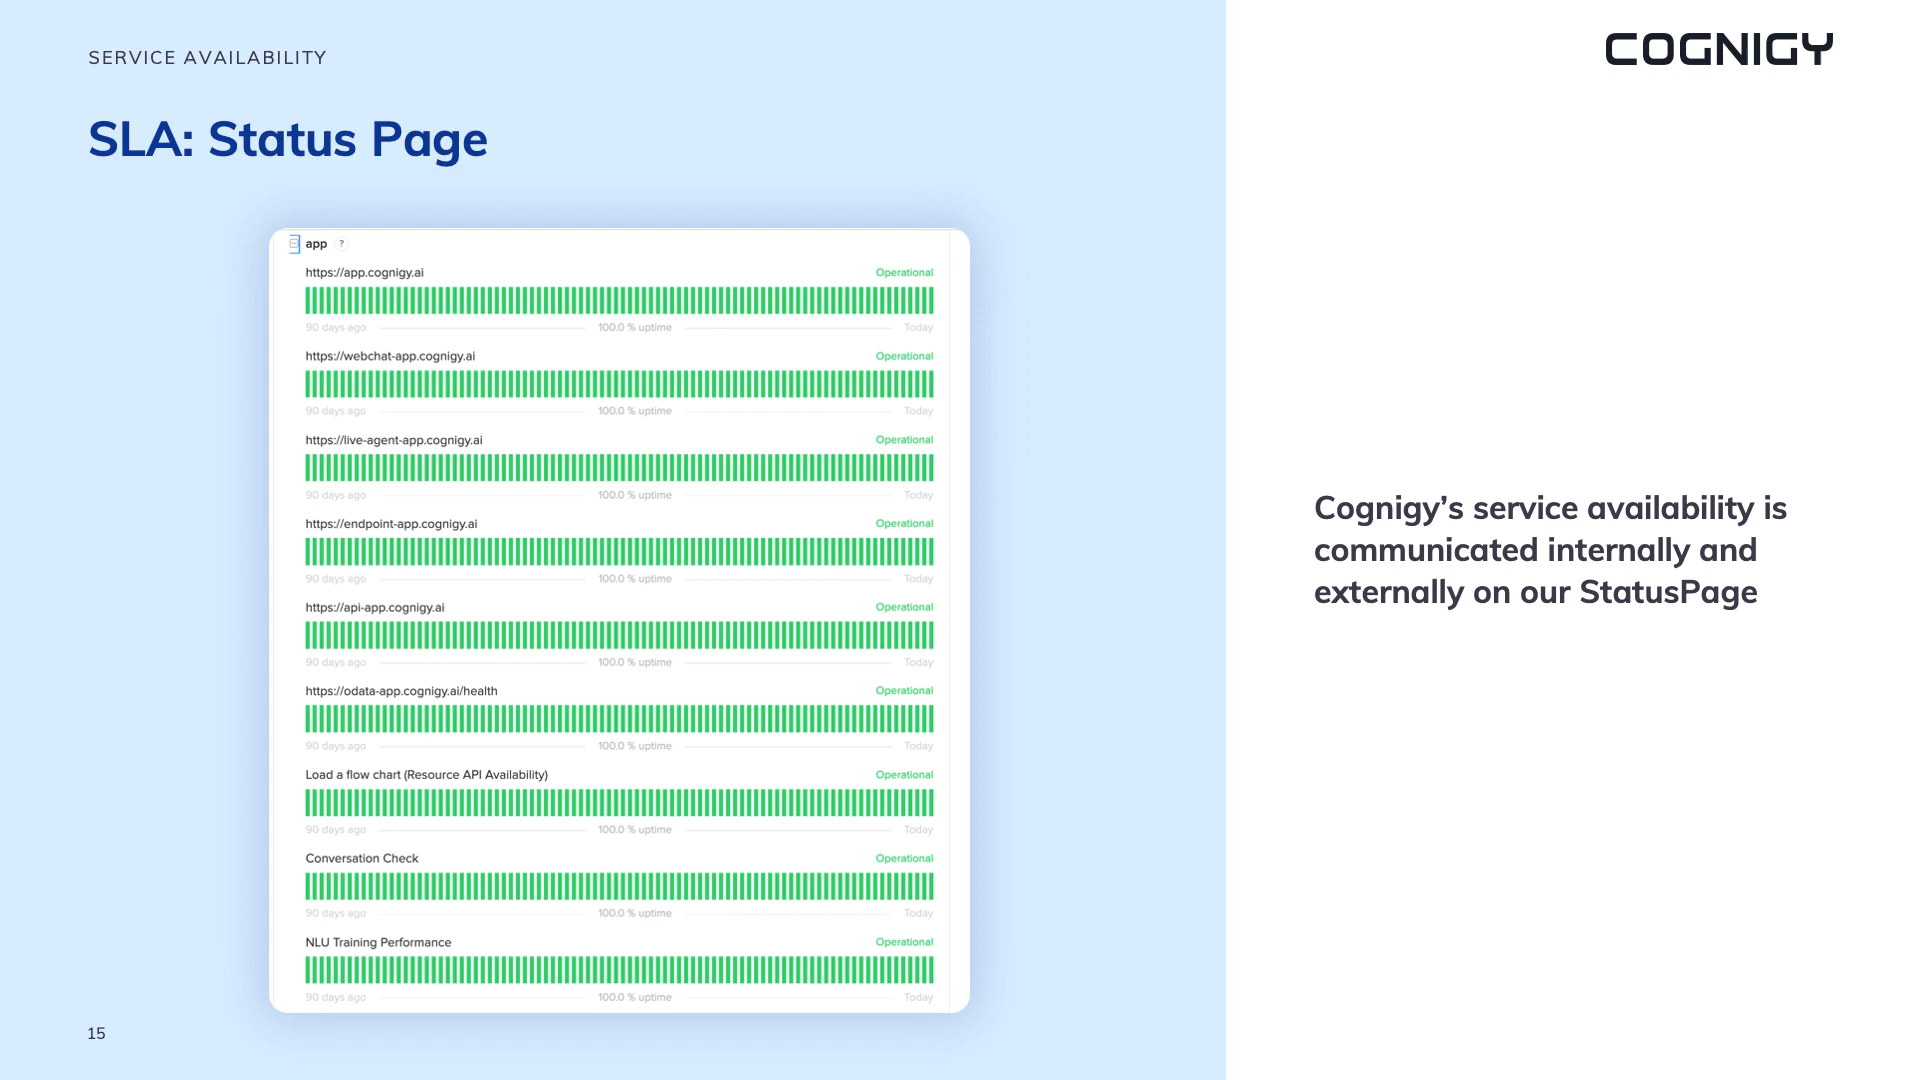 SERVICE AVAILABILITY
COGNIGY
SLA: Status Page
app ?
https://app.cognigy.ai Operational
90 days ago 100.0 % uptime Today
https://webchat-app.cognigy.ai Operational
90 days ago 100.0 % uptime Today
https://live-agent-app.cognigy.ai Operational
90 days ago 100.0 % uptime Today
https://endpoint-app.cognigy.ai Operational
90 days ago 100.0 % uptime Today
https://api-app.cognigy.ai Operational
90 days ago 100.0 % uptime Today
https://odata-app.cognigy.ai/health Operational
90 days ago 100.0 % uptime Today
Load a flow chart (Resource API Availability) Operational
90 days ago 100.0 % uptime Today
Conversation Check Operational
90 days ago 100.0 % uptime Today
NLU Training Performance Operational
90 days ago 100.0 % uptime Today
Cognigy’s service availability is
communicated internally and
externally on our StatusPage
15